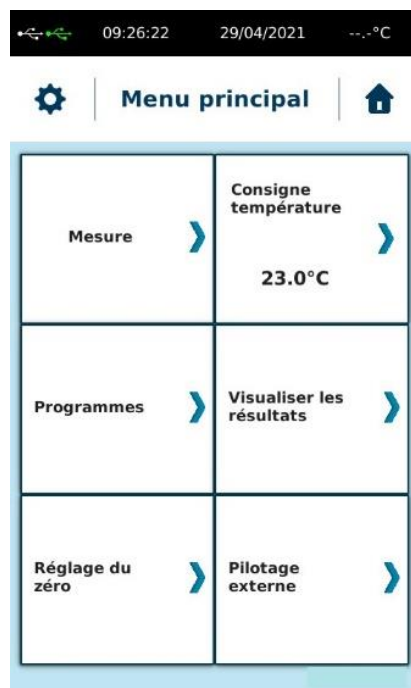 09:26:22 29/04/2021 --.-°C
Menu principal
Mesure
Consigne
température
23.0°C
Programmes
Visualiser les
résultats
Réglage du
zéro
Pilotage
externe